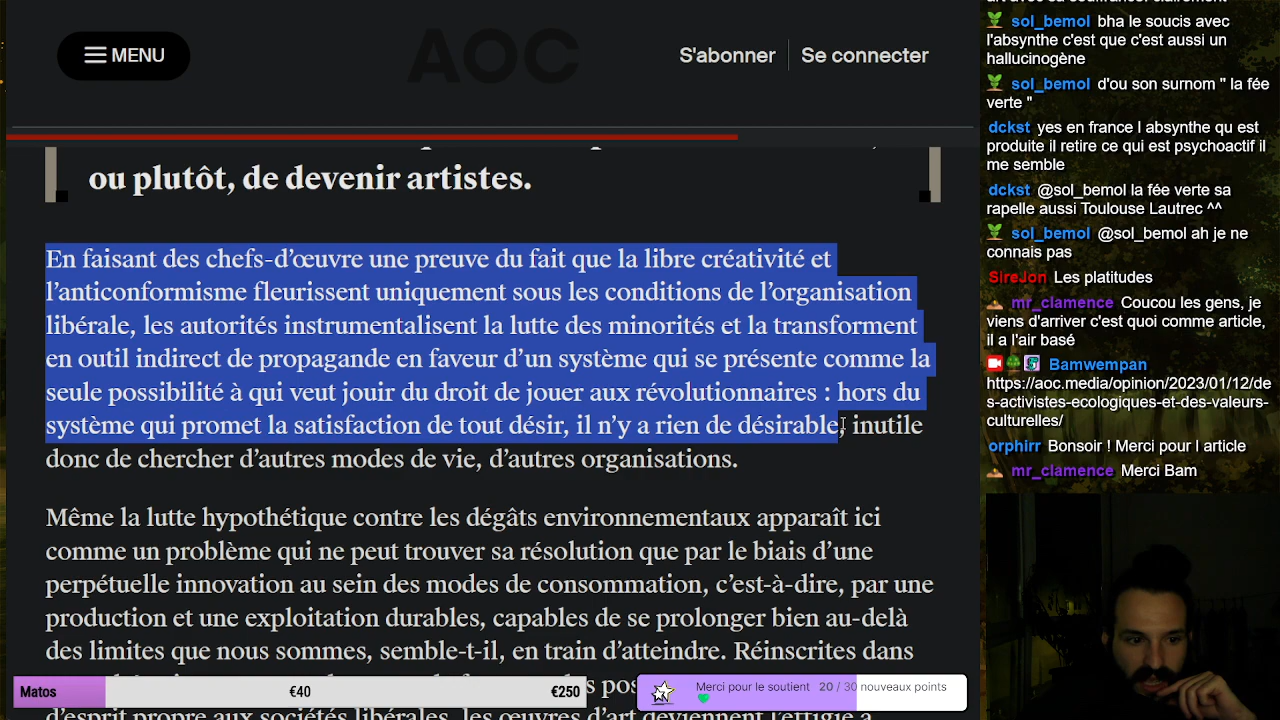 MENU
AOC
S'abonner
Se connecter
ou plutôt, de devenir artistes.
En faisant des chefs-d’œuvre une preuve du fait que la libre créativité et
l’anticonformisme fleurissent uniquement sous les conditions de l’organisation
libérale, les autorités instrumentalisent la lutte des minorités et la transforment
en outil indirect de propagande en faveur d’un système qui se présente comme la
seule possibilité à qui veut jouir du droit de jouer aux révolutionnaires : hors du
système qui promet la satisfaction de tout désir, il n’y a rien de désirable, inutile
donc de chercher d’autres modes de vie, d’autres organisations.
Même la lutte hypothétique contre les dégâts environnementaux apparaît ici
comme un problème qui ne peut trouver sa résolution que par le biais d’une
perpétuelle innovation au sein des modes de consommation, c’est-à-dire, par une
production et une exploitation durables, capables de se prolonger bien au-delà
des limites que nous sommes, semble-t-il, en train d’atteindre. Réinscrites dans
d’esprit propre aux sociétés libérales, les œuvres d’art deviennent l’effigie
Matos
€40
€250
Merci pour le soutient 20 / 30 nouveaux points
sol_bemol bha le soucis avec
l'absynthe c'est que c'est aussi un
hallucinogène
sol_bemol d'ou son surnom " la fée
verte "
dckst yes en france l absynthe qu est
produite il retire ce qui est psychoactif il
me semble
dckst @sol_bemol la fée verte sa
rapelle aussi Toulouse Lautrec ^^
sol_bemol @sol_bemol ah je ne
connais pas
SireJon Les platitudes
mr_clamence Coucou les gens, je
viens d'arriver c'est quoi comme article,
il a l'air basé
Bamwempan
https://aoc.media/opinion/2023/01/12/de
s-activistes-ecologiques-et-des-valeurs-
culturelles/
orphirr Bonsoir ! Merci pour l article
mr_clamence Merci Bam